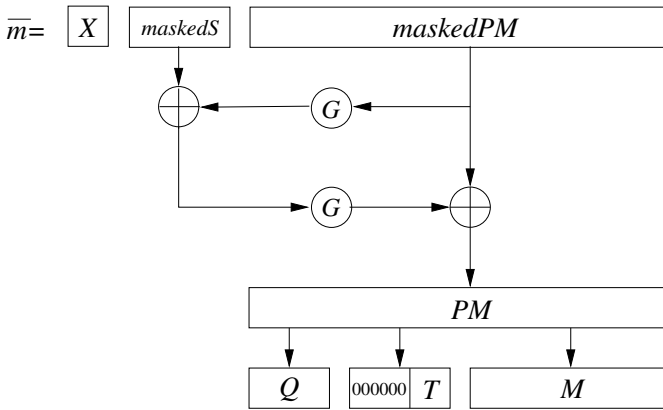 m̅= X maskedS maskedPM
G
G
PM
Q 000000 T M